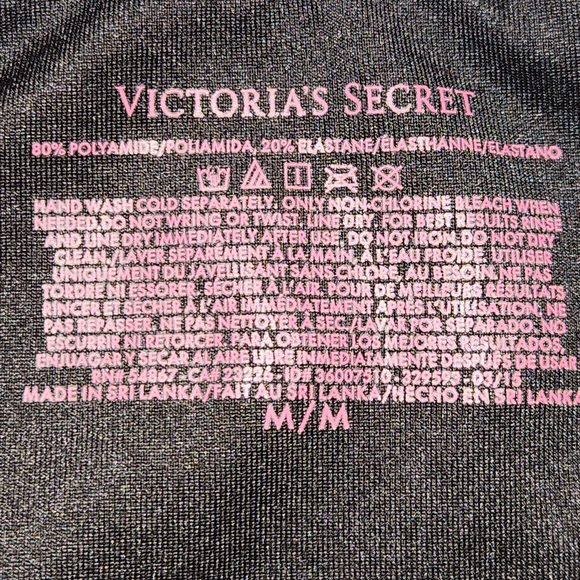 VICTORIA'S SECRET
80% POLYAMIDE/POLIAMIDA, 20% ELASTANE/ÉLASTHANNE/ELASTANO
HAND WASH COLD SEPARATELY. ONLY NON-CHLORINE BLEACH WHEN
NEEDED. DO NOT WRING OR TWIST. LINE DRY. FOR BEST RESULTS RINSE
AND LINE DRY IMMEDIATELY AFTER USE. DO NOT IRON. DO NOT DRY
CLEAN./LAVER SÉPARÉMENT À LA MAIN À L'EAU FROIDE. UTILISER
UNIQUEMENT DU JAVELLISANT SANS CHLORE, AU BESOIN. NE PAS
TORDRE NI ESSORER. SÉCHER À L'AIR. POUR DE MEILLEURS RÉSULTATS,
RINCER ET SÉCHER À L'AIR IMMÉDIATEMENT APRÈS USAGE. NE
PAS REPASSER. NE PAS NETTOYER À SEC/LAVAR POR SEPARADO. NO
ESCURRIR NI RETORCER. PARA OBTENER LOS MEJORES RESULTADOS,
ENJUAGAR Y SECAR AL AIRE LIBRE INMEDIATAMENTE DESPUÉS DE USAR
MADE IN SRI LANKA/FAIT AU SRI LANKA/HECHO EN SRI LANKA
M/M